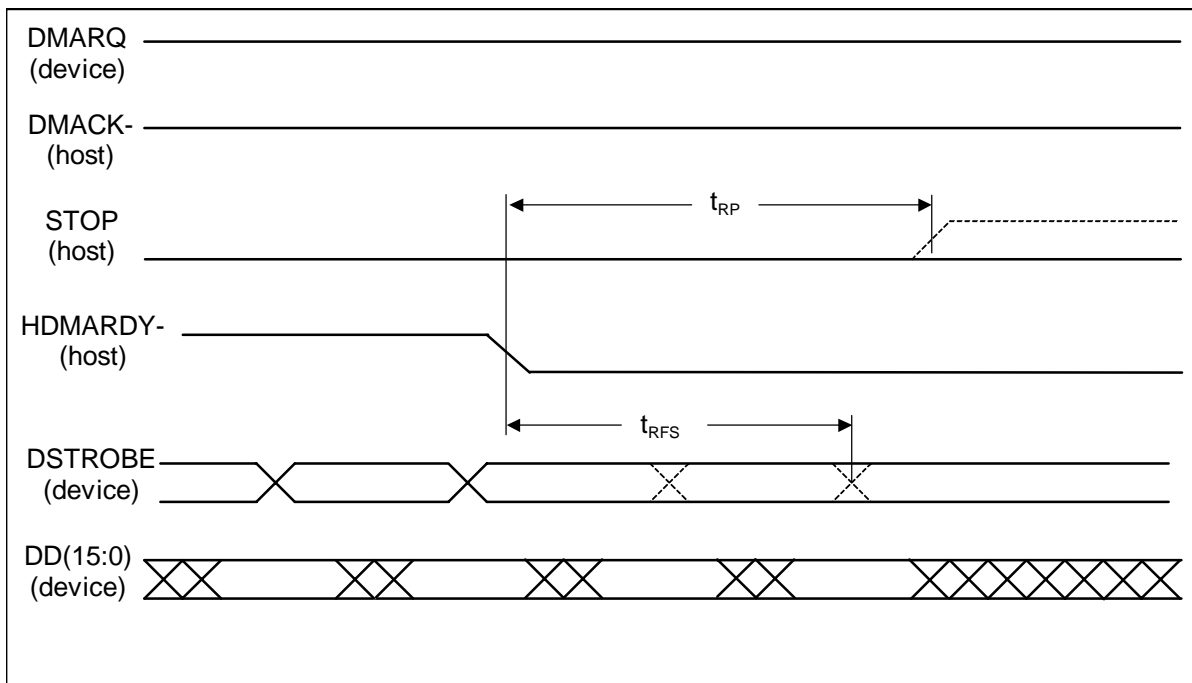 DMARQ
(device)
DMACK-
(host)
STOP
(host)
tRP
HDMARDY-
(host)
tRFS
DSTROBE
(device)
DD(15:0)
(device)